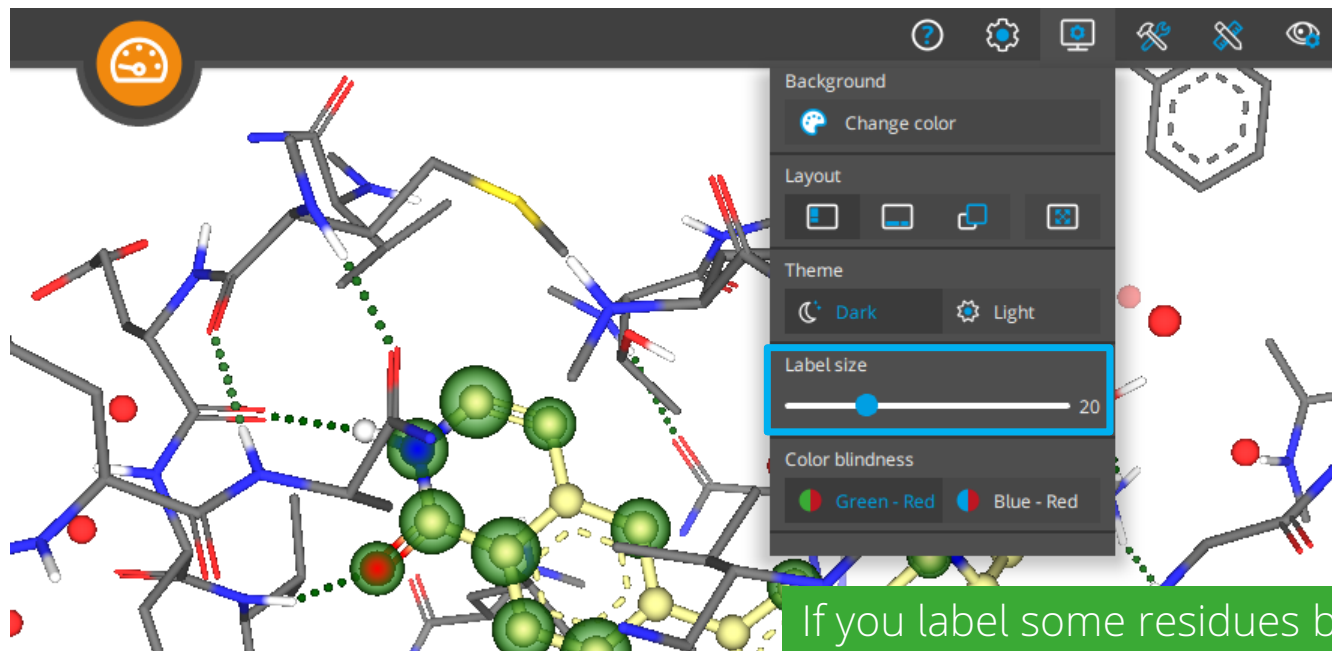 Background
Change color
Layout
Theme
Dark Light
Label size
20
Color blindness
Green - Red Blue - Red
If you label some residues b